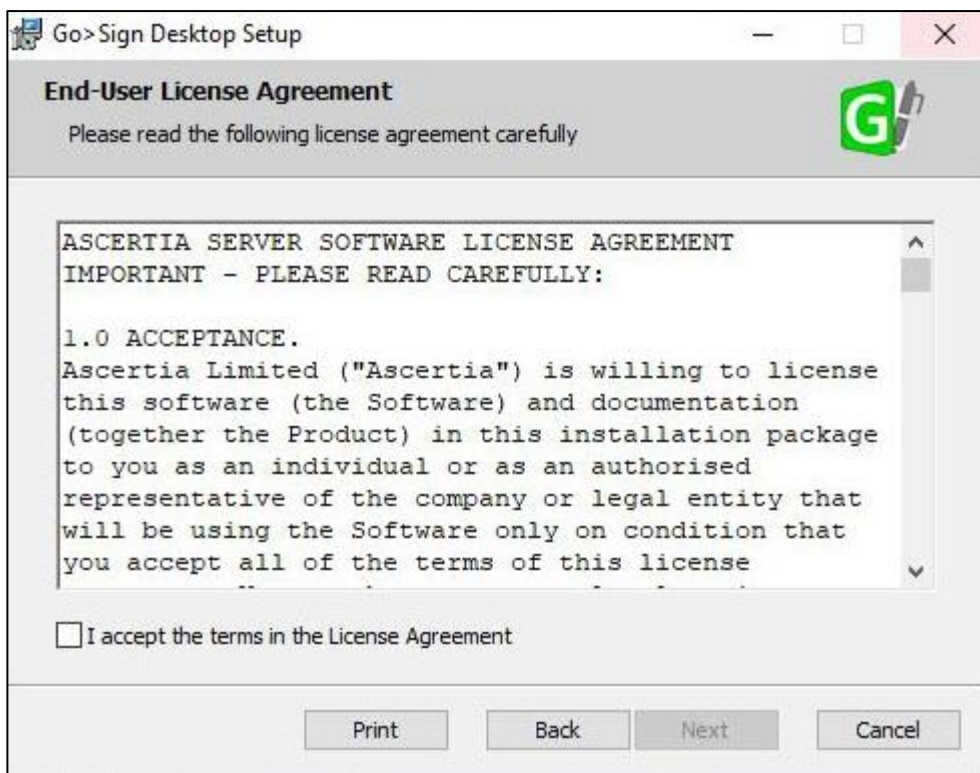 Go>Sign Desktop Setup
End-User License Agreement
Please read the following license agreement carefully
G
ASCERTIA SERVER SOFTWARE LICENSE AGREEMENT
IMPORTANT - PLEASE READ CAREFULLY:
1.0 ACCEPTANCE.
Ascertia Limited ("Ascertia") is willing to license
this software (the Software) and documentation
(together the Product) in this installation package
to you as an individual or as an authorised
representative of the company or legal entity that
will be using the Software only on condition that
you accept all of the terms of this license
I accept the terms in the License Agreement
Print
Back
Next
Cancel